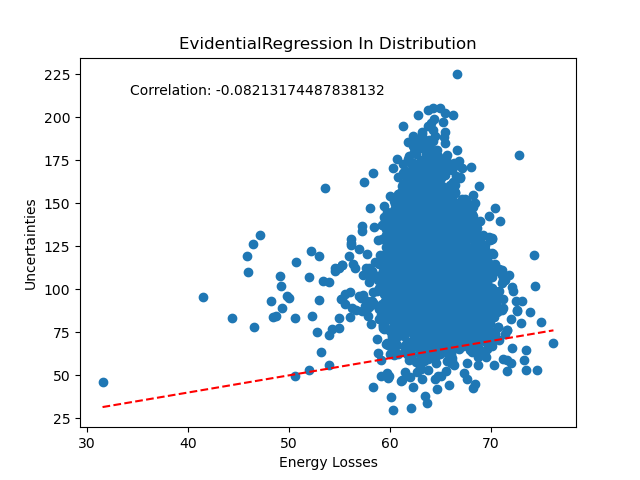 EvidentialRegression In Distribution
Correlation: -0.08213174487838132
Uncertainties
225
200
175
150
125
100
75
50
25
30 40 50 60 70
Energy Losses